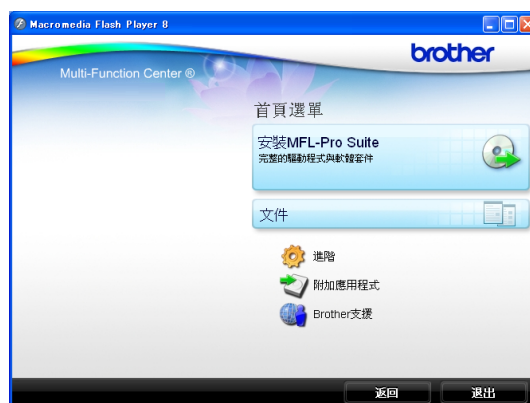 Macromedia Flash Player 8
brother
Multi-Function Center ®
首頁選單
安裝MFL-Pro Suite
完整的驅動程式與軟體套件
文件
進階
附加應用程式
Brother支援
返回
退出